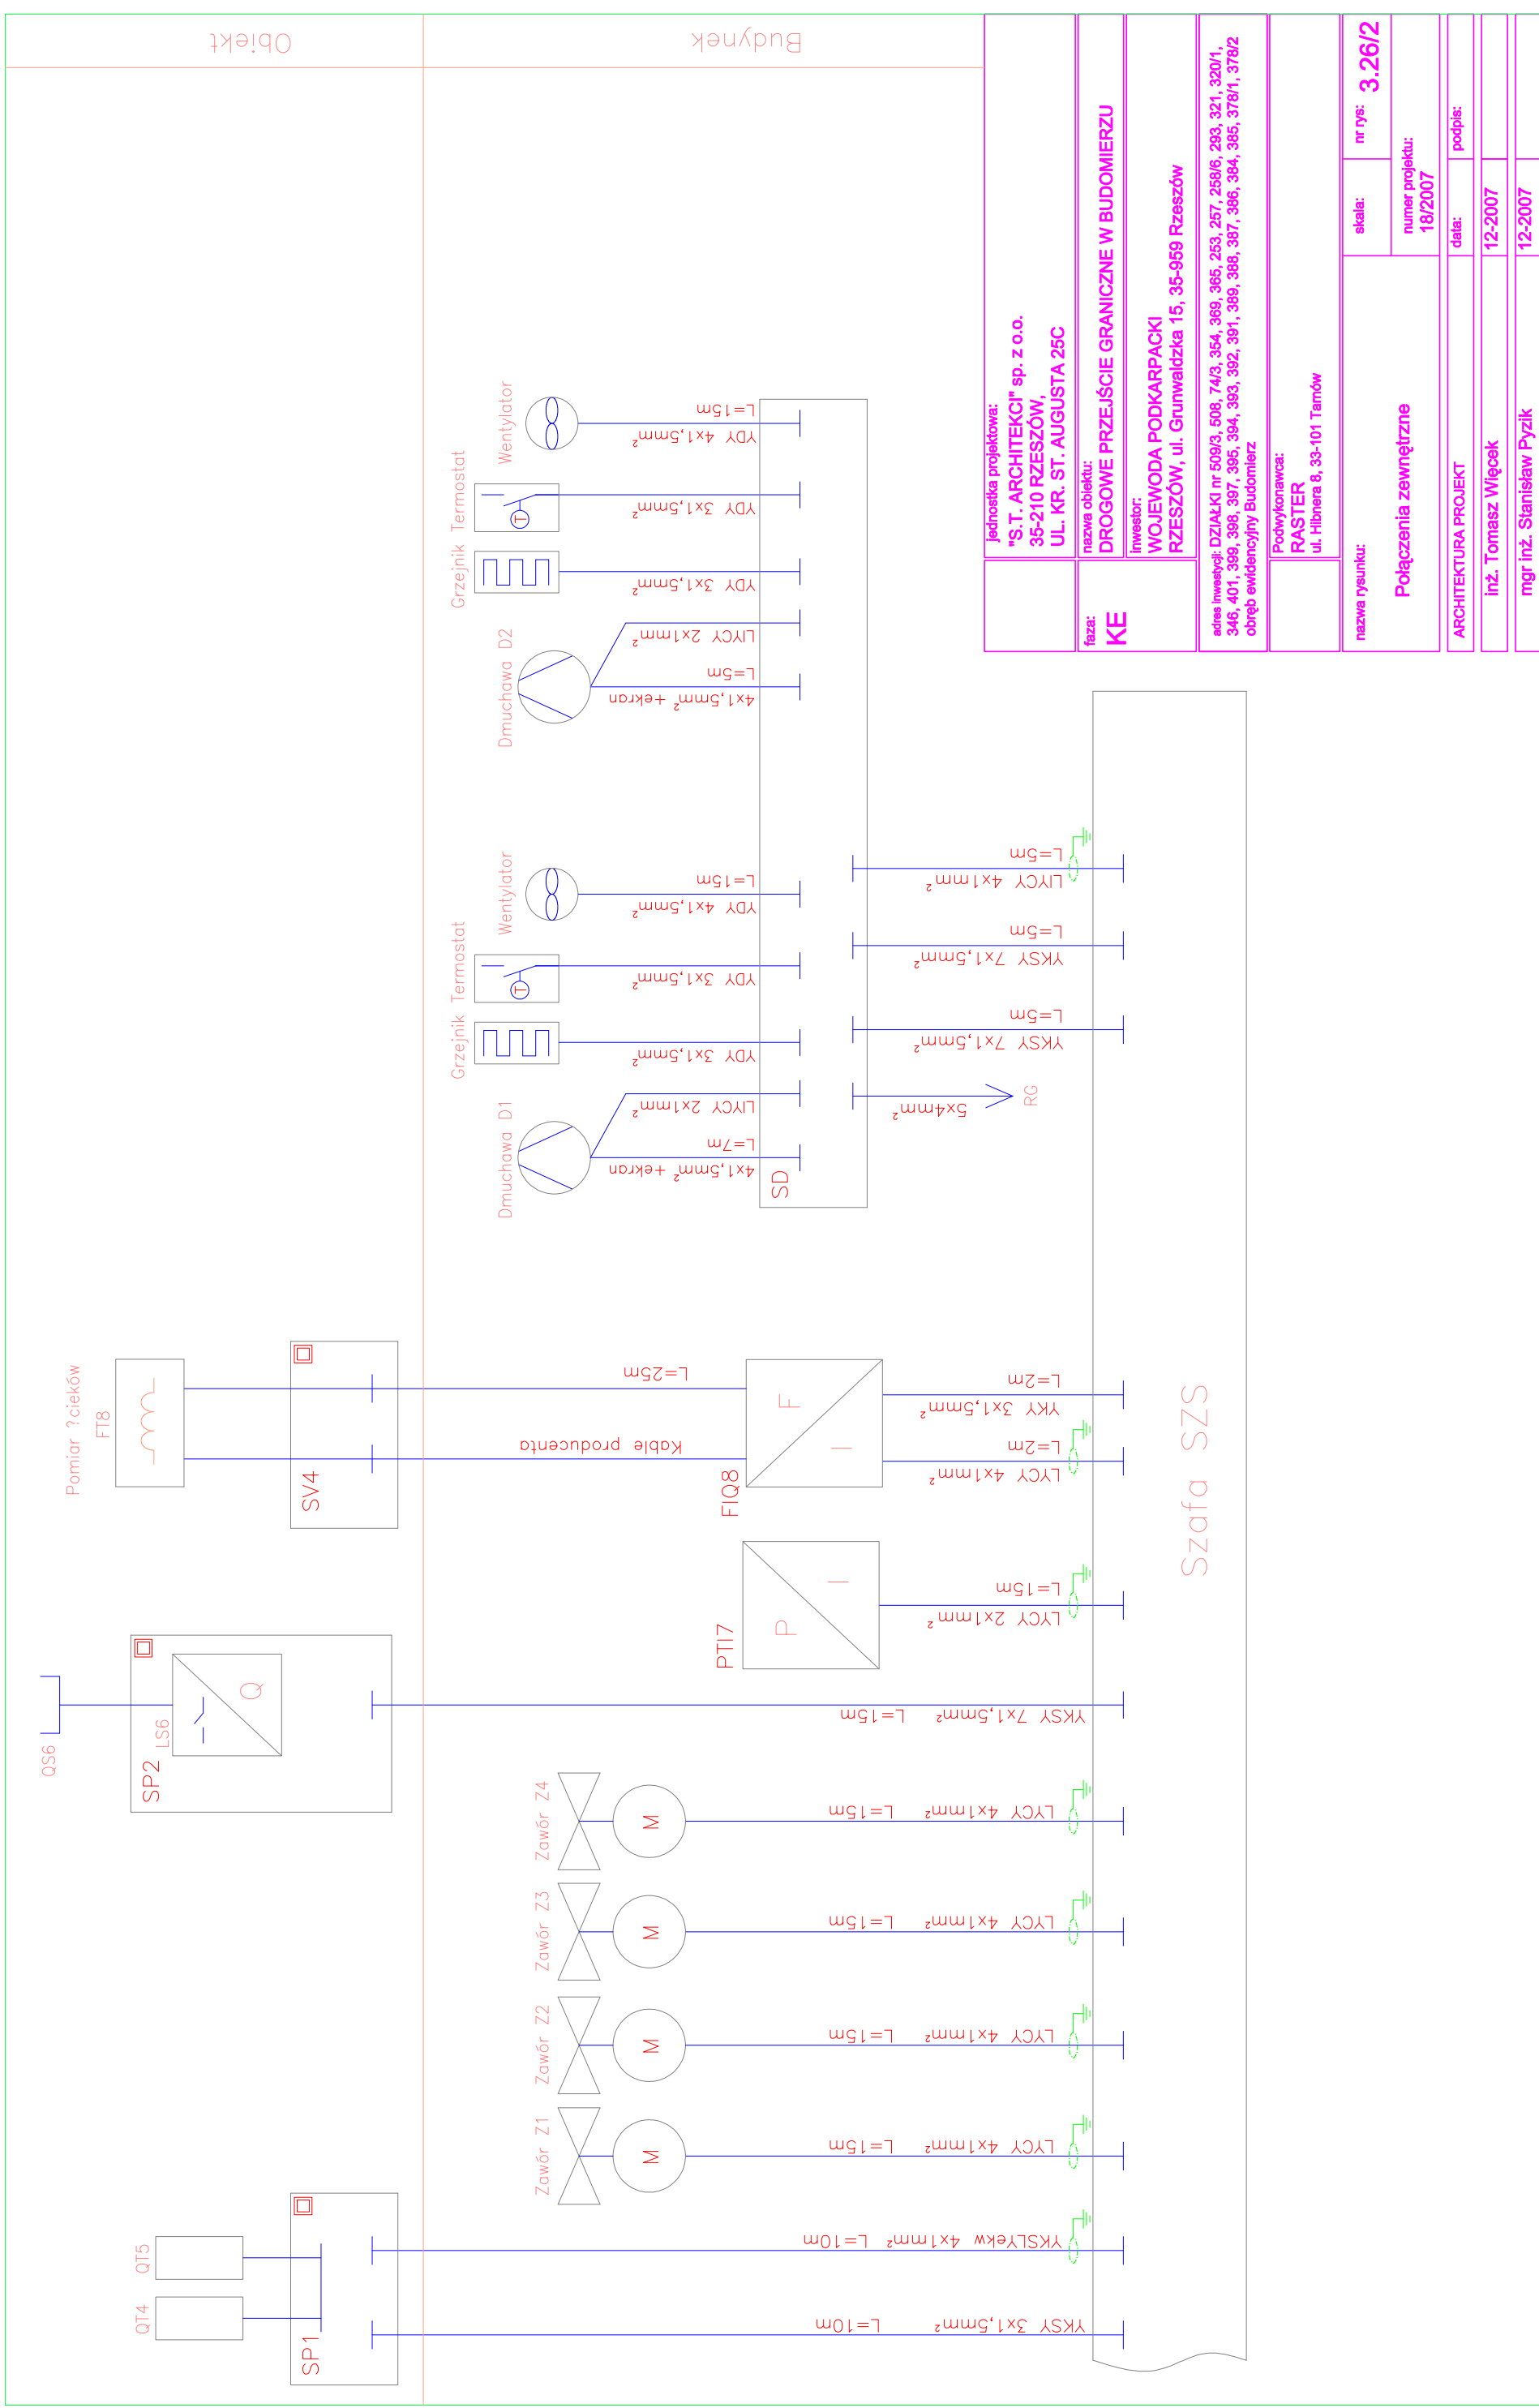 Obiekt
Budynek
QT4
QT5
SP1
YKSY 3x1,5mm² L=10m
YKSLYekw 4x1mm² L=10m
Zawór Z1
M
LYCY 4x1mm² L=15m
Zawór Z2
M
LYCY 4x1mm² L=15m
Zawór Z3
M
LYCY 4x1mm² L=15m
Zawór Z4
M
LYCY 4x1mm² L=15m
QS6
SP2
LS6
Q
YKSY 7x1,5mm² L=15m
PTI7
P
I
LYCY 2x1mm²
L=15m
Pomiar ?cieków
FT8
SV4
Kable producenta
L=25m
FIQ8
F
I
LYCY 4x1mm²
L=2m
YKY 3x1,5mm²
L=2m
Szafa SZS
Dmuchawa D1
4x1,5mm² +ekran
L=7m
LIYCY 2x1mm²
Grzejnik
YDY 3x1,5mm²
Termostat
T
YDY 3x1,5mm²
Wentylator
YDY 4x1,5mm²
L=15m
SD
Dmuchawa D2
4x1,5mm² +ekran
L=5m
LIYCY 2x1mm²
Grzejnik
YDY 3x1,5mm²
Termostat
T
YDY 3x1,5mm²
Wentylator
YDY 4x1,5mm²
L=15m
5x4mm²
RG
YKSY 7x1,5mm²
L=5m
YKSY 7x1,5mm²
L=5m
LIYCY 4x1mm²
L=5m
jednostka projektowa:
"S.T. ARCHITEKCI" sp. z o.o.
35-210 RZESZÓW,
UL. KR. ST. AUGUSTA 25C
faza:
KE
nazwa obiektu:
DROGOWE PRZEJŚCIE GRANICZNE W BUDOMIERZU
inwestor:
WOJEWODA PODKARPACKI
RZESZÓW, ul. Grunwaldzka 15, 35-959 Rzeszów
adres inwestycji: DZIAŁKI nr 509/3, 508, 74/3, 354, 369, 365, 253, 257, 258/6, 293, 321, 320/1,
346, 401, 399, 398, 397, 395, 394, 393, 392, 391, 389, 388, 387, 386, 384, 385, 378/1, 378/2
obręb ewidencyjny Budomierz
Podwykonawca:
RASTER
ul. Hibnera 8, 33-101 Tarnów
nazwa rysunku:
Połączenia zewnętrzne
skala:
nr rys: 3.26/2
numer projektu:
18/2007
ARCHITEKTURA PROJEKT
data:
podpis:
inż. Tomasz Więcek
12-2007
mgr inż. Stanisław Pyzik
12-2007